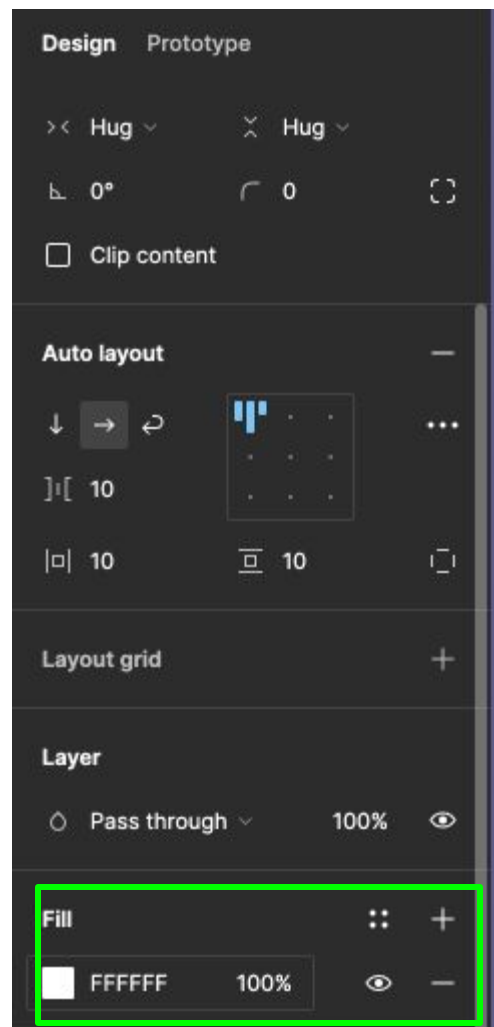 Design Prototype
Hug Hug
0° 0
Clip content
Auto layout
10
10 10
Layout grid
Layer
Pass through 100%
Fill
FFFFFF 100%